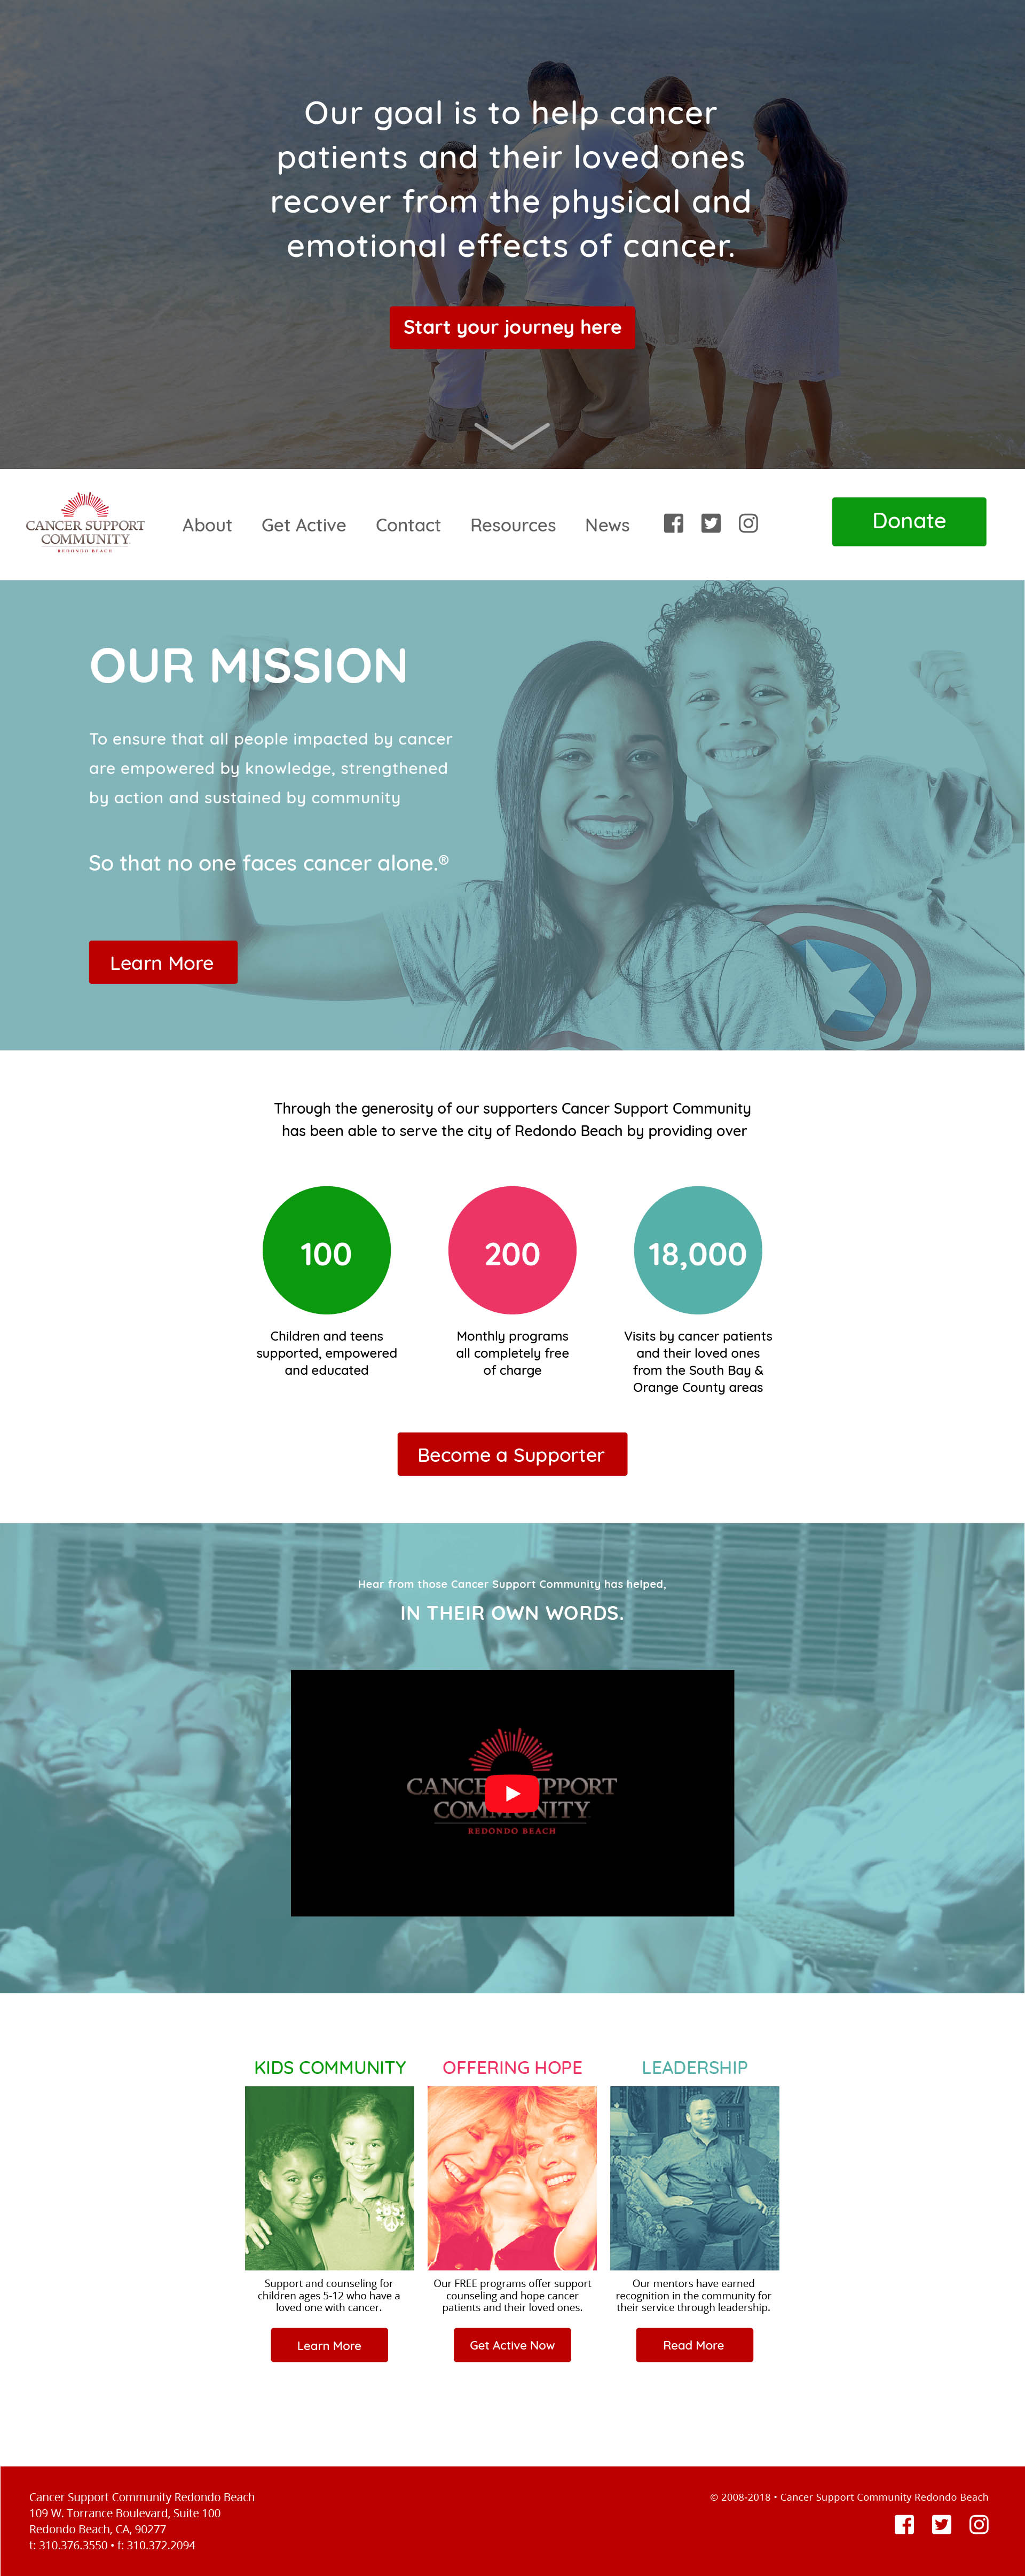 Our goal is to help cancer
patients and their loved ones
recover from the physical and
emotional effects of cancer.
Start your journey here
CANCER SUPPORT
COMMUNITY
REDONDO BEACH
About Get Active Contact Resources News
Donate
OUR MISSION
To ensure that all people impacted by cancer
are empowered by knowledge, strengthened
by action and sustained by community
So that no one faces cancer alone.®
Learn More
Through the generosity of our supporters Cancer Support Community
has been able to serve the city of Redondo Beach by providing over
100
Children and teens
supported, empowered
and educated
200
Monthly programs
all completely free
of charge
18,000
Visits by cancer patients
and their loved ones
from the South Bay &
Orange County areas
Become a Supporter
Hear from those Cancer Support Community has helped,
IN THEIR OWN WORDS.
REDONDO BEACH
KIDS COMMUNITY
Support and counseling for
children ages 5-12 who have a
loved one with cancer.
Learn More
OFFERING HOPE
Our FREE programs offer support
counseling and hope cancer
patients and their loved ones.
Get Active Now
LEADERSHIP
Our mentors have earned
recognition in the community for
their service through leadership.
Read More
Cancer Support Community Redondo Beach
109 W. Torrance Boulevard, Suite 100
Redondo Beach, CA, 90277
t: 310.376.3550 • f: 310.372.2094
© 2008-2018 • Cancer Support Community Redondo Beach